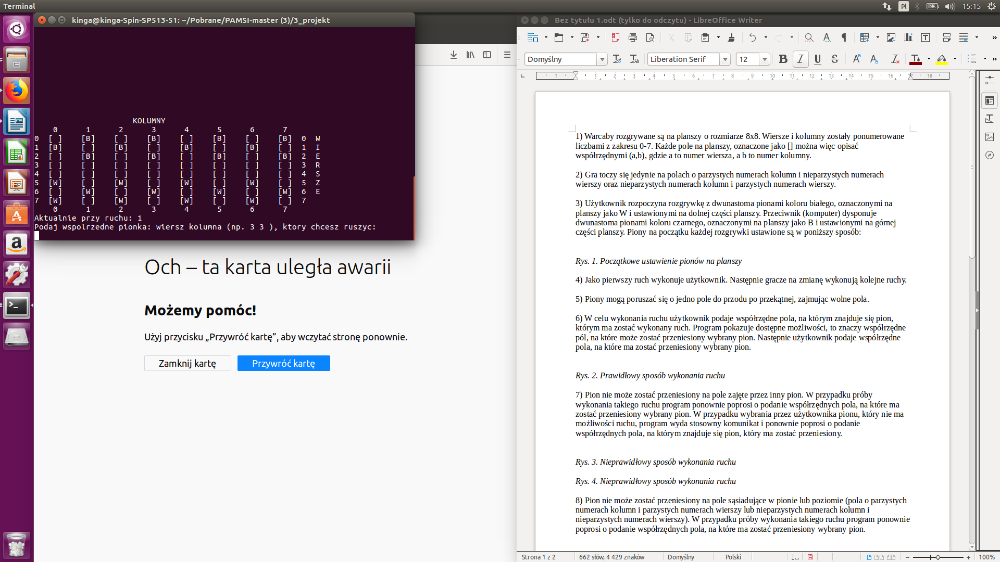 Terminal
Pl
15:15
kinga@kinga-Spin-SP513-51: ~/Pobrane/PAMSI-master (3)/3_projekt
KOLUMNY
0 1 2 3 4 5 6 7
0 [ ] [B] [ ] [B] [ ] [B] [ ] [B] 0 W
1 [B] [ ] [B] [ ] [B] [ ] [B] [ ] 1 I
2 [ ] [B] [ ] [B] [ ] [B] [ ] [B] 2 E
3 [ ] [ ] [ ] [ ] [ ] [ ] [ ] [ ] 3 R
4 [ ] [ ] [ ] [ ] [ ] [ ] [ ] [ ] 4 S
5 [W] [ ] [W] [ ] [W] [ ] [W] [ ] 5 Z
6 [ ] [W] [ ] [W] [ ] [W] [ ] [W] 6 E
7 [W] [ ] [W] [ ] [W] [ ] [W] [ ] 7
0 1 2 3 4 5 6 7
Aktualnie przy ruchu: 1
Podaj wspolrzedne pionka: wiersz kolumna (np. 3 3 ), ktory chcesz ruszyc:
Och – ta karta uległa awarii
Możemy pomóc!
Użyj przycisku „Przywróć kartę”, aby wczytać stronę ponownie.
Zamknij kartę
Przywróć kartę
Bez tytułu 1.odt (tylko do odczytu) - LibreOffice Writer
Domyślny
Liberation Serif
12
1 1 2 3 4 5 6 7 8 9 10 11 12 13 14 15 16 17 18
1) Warcaby rozgrywane są na planszy o rozmiarze 8x8. Wiersze i kolumny zostały ponumerowane
liczbami z zakresu 0-7. Każde pole na planszy, oznaczone jako [] można więc opisać
współrzędnymi (a,b), gdzie a to numer wiersza, a b to numer kolumny.
2) Gra toczy się jedynie na polach o parzystych numerach kolumn i nieparzystych numerach
wierszy oraz nieparzystych numerach kolumn i parzystych numerach wierszy.
3) Użytkownik rozpoczyna rozgrywkę z dwunastoma pionami koloru białego, oznaczonymi na
planszy jako W i ustawionymi na dolnej części planszy. Przeciwnik (komputer) dysponuje
dwunastoma pionami koloru czarnego, oznaczonymi na planszy jako B i ustawionymi na górnej
części planszy. Piony na początku każdej rozgrywki ustawione są w poniższy sposób:
Rys. 1. Początkowe ustawienie pionów na planszy
4) Jako pierwszy ruch wykonuje użytkownik. Następnie gracze na zmianę wykonują kolejne ruchy.
5) Piony mogą poruszać się o jedno pole do przodu po przekątnej, zajmując wolne pola.
6) W celu wykonania ruchu użytkownik podaje współrzędne pola, na którym znajduje się pion,
którym ma zostać wykonany ruch. Program pokazuje dostępne możliwości, to znaczy współrzędne
pól, na które może zostać przeniesiony wybrany pion. Następnie użytkownik podaje współrzędne
pola, na które ma zostać przeniesiony wybrany pion.
Rys. 2. Prawidłowy sposób wykonania ruchu
7) Pion nie może zostać przeniesiony na pole zajęte przez inny pion. W przypadku próby
wykonania takiego ruchu program ponownie poprosi o podanie współrzędnych pola, na które ma
zostać przeniesiony wybrany pion. W przypadku wybrania przez użytkownika pionu, który nie ma
możliwości ruchu, program wyda stosowny komunikat i ponownie poprosi o podanie
współrzędnych pola, na którym znajduje się pion, który ma zostać przeniesiony.
Rys. 3. Nieprawidłowy sposób wykonania ruchu
Rys. 4. Nieprawidłowy sposób wykonania ruchu
8) Pion nie może zostać przeniesiony na pole sąsiadujące w pionie lub poziomie (pola o parzystych
numerach kolumn i parzystych numerach wierszy lub nieparzystych numerach kolumn i
nieparzystych numerach wierszy). W przypadku próby wykonania takiego ruchu program ponownie
poprosi o podanie współrzędnych pola, na które ma zostać przeniesiony wybrany pion.
Strona 1 z 2
662 słów, 4 429 znaków
Domyślny
Polski
100%